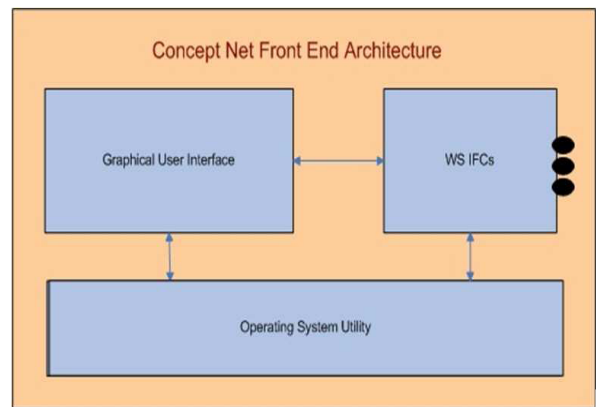 Concept Net Front End Architecture
Graphical User Interface
WS IFCs
Operating System Utility